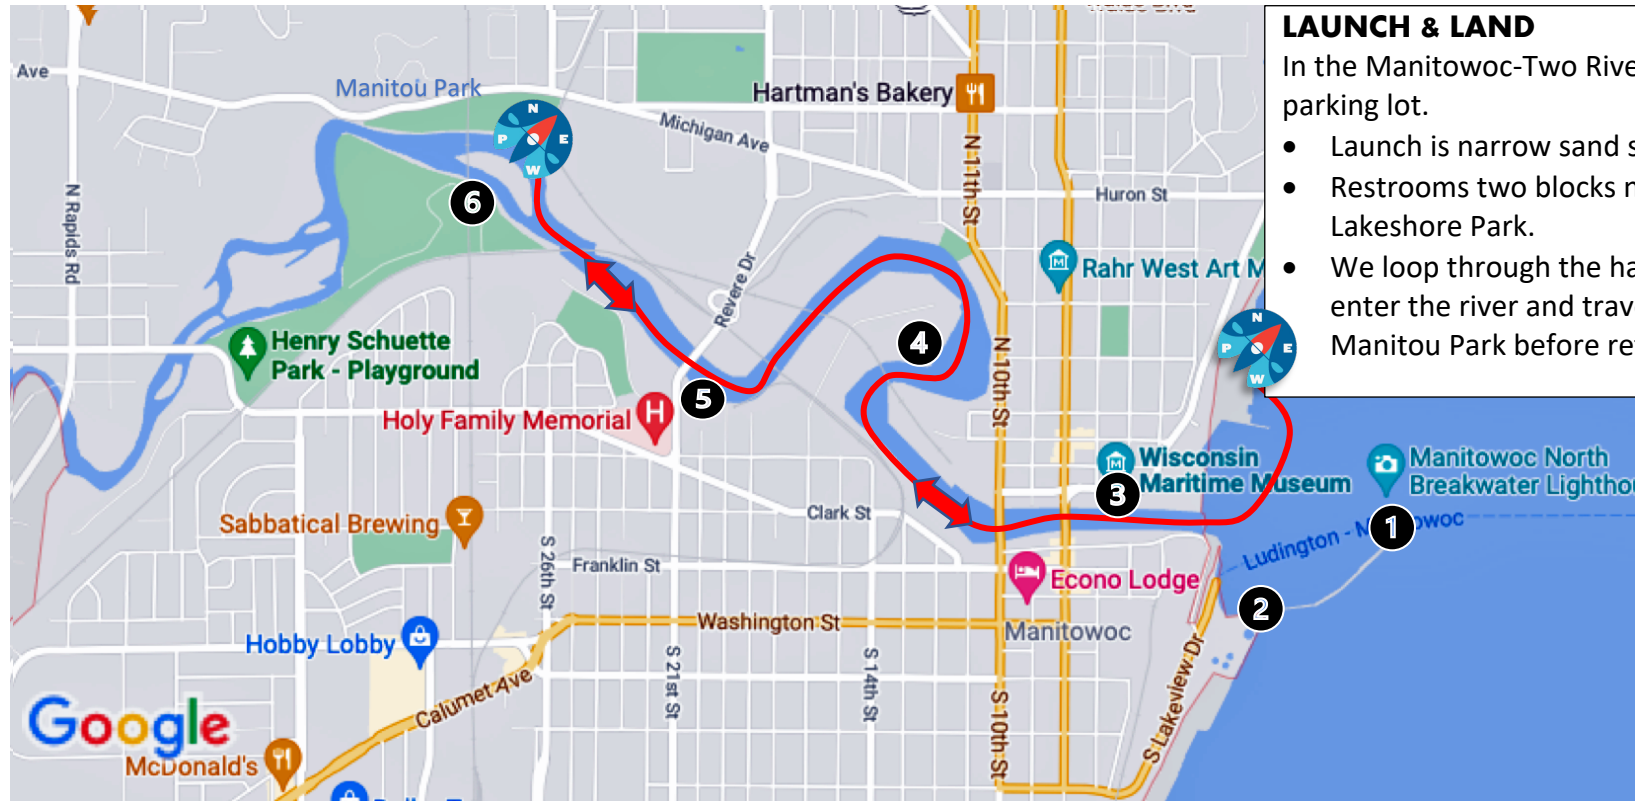 LAUNCH & LAND
In the Manitowoc-Two Rive
parking lot.
• Launch is narrow sand s
• Restrooms two blocks n
Lakeshore Park.
• We loop through the ha
enter the river and trav
Manitou Park before re
Ave
Manitou Park
Hartman's Bakery
Michigan Ave
N 11th St
Huron St
N Rapids Rd
N
P
E
W
6
Revere Dr
Rahr West Art M
Henry Schuette
Park - Playground
4
N 10th St
N
P
E
W
5
Holy Family Memorial
H
Wisconsin
Maritime Museum
M
3
Manitowoc North
Breakwater Lightho
1
Ludington - M owoc
Sabbatical Brewing
Clark St
S 26th St
Franklin St
Econo Lodge
2
Washington St
Manitowoc
Hobby Lobby
S 21st St
S 14th St
S 10th St
S Lakeview Dr
Calumet Ave
Google
McDonald's